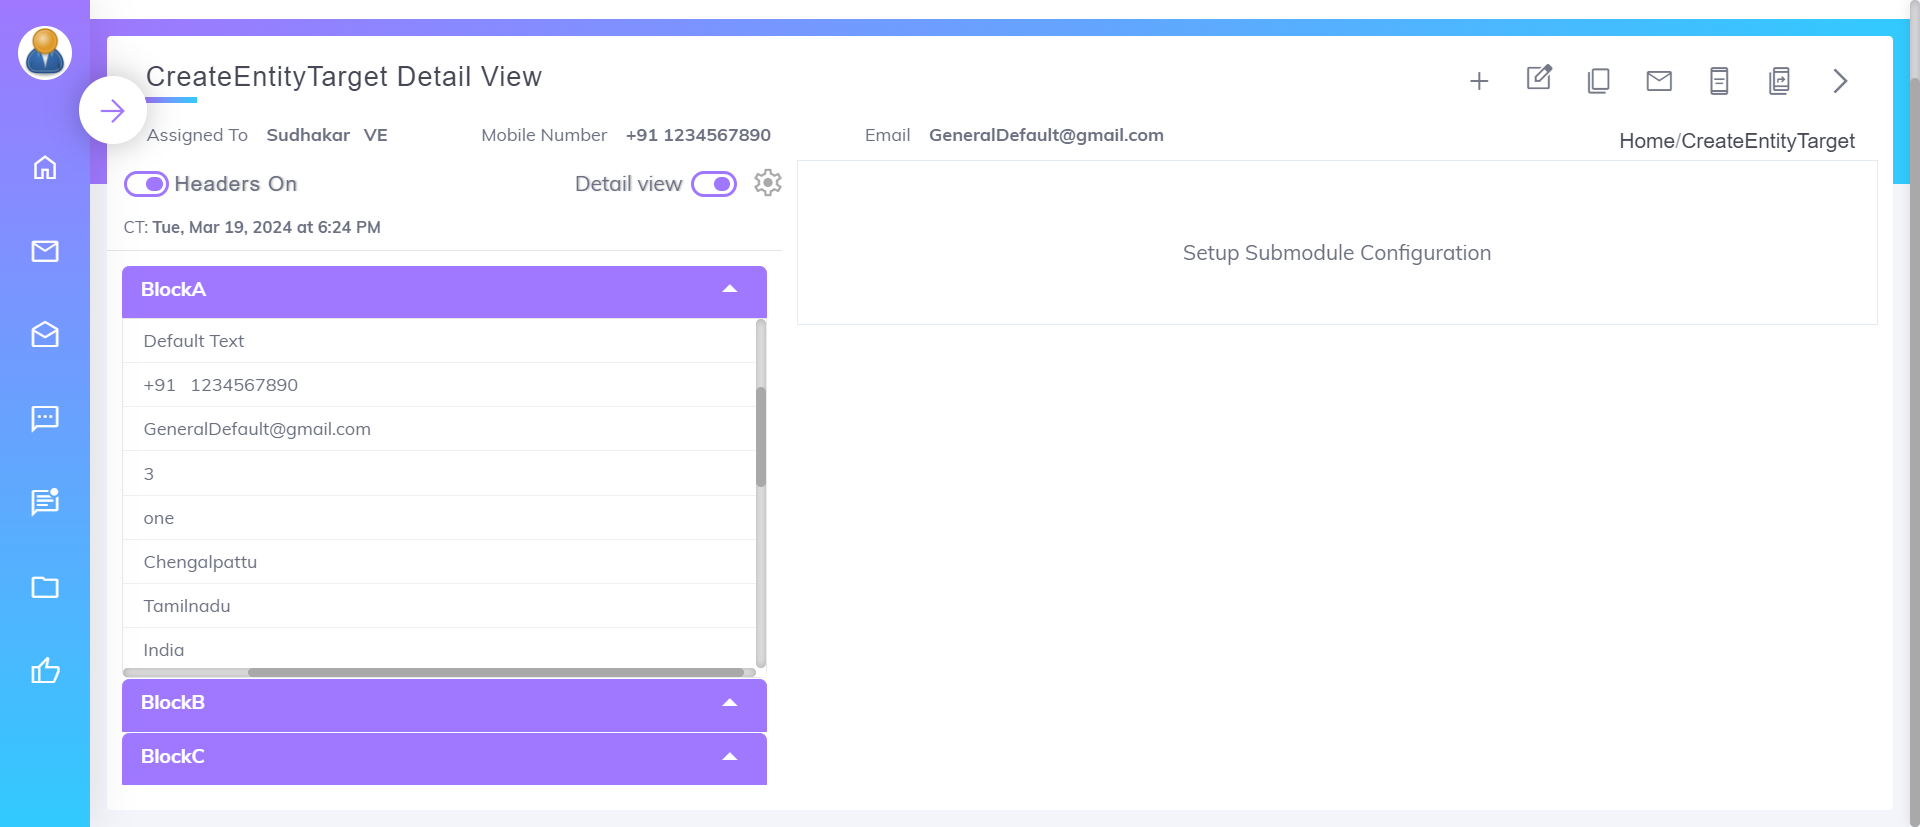 CreateEntityTarget Detail View
Assigned To Sudhakar VE Mobile Number +91 1234567890 Email GeneralDefault@gmail.com
Home/CreateEntityTarget
Headers On Detail view
CT: Tue, Mar 19, 2024 at 6:24 PM
Setup Submodule Configuration
BlockA
Default Text
+91 1234567890
GeneralDefault@gmail.com
3
one
Chengalpattu
Tamilnadu
India
BlockB
BlockC